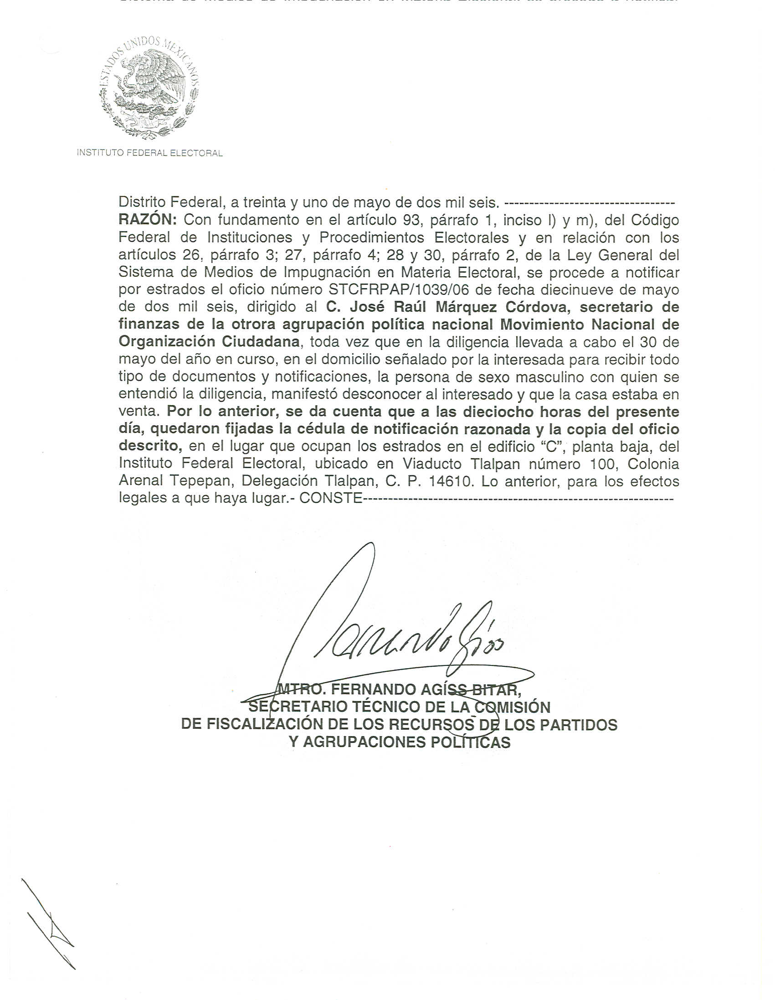 ESTADOS UNIDOS MEXICANOS
INSTITUTO FEDERAL ELECTORAL
Distrito Federal, a treinta y uno de mayo de dos mil seis. ----------------------------------
RAZÓN: Con fundamento en el artículo 93, párrafo 1, inciso l) y m), del Código
Federal de Instituciones y Procedimientos Electorales y en relación con los
artículos 26, párrafo 3; 27, párrafo 4; 28 y 30, párrafo 2, de la Ley General del
Sistema de Medios de Impugnación en Materia Electoral, se procede a notificar
por estrados el oficio número STCFRPAP/1039/06 de fecha diecinueve de mayo
de dos mil seis, dirigido al C. José Raúl Márquez Córdova, secretario de
finanzas de la otrora agrupación política nacional Movimiento Nacional de
Organización Ciudadana, toda vez que en la diligencia llevada a cabo el 30 de
mayo del año en curso, en el domicilio señalado por la interesada para recibir todo
tipo de documentos y notificaciones, la persona de sexo masculino con quien se
entendió la diligencia, manifestó desconocer al interesado y que la casa estaba en
venta. Por lo anterior, se da cuenta que a las dieciocho horas del presente
día, quedaron fijadas la cédula de notificación razonada y la copia del oficio
descrito, en el lugar que ocupan los estrados en el edificio “C”, planta baja, del
Instituto Federal Electoral, ubicado en Viaducto Tlalpan número 100, Colonia
Arenal Tepepan, Delegación Tlalpan, C. P. 14610. Lo anterior, para los efectos
legales a que haya lugar.- CONSTE--------------------------------------------------------------
MTRO. FERNANDO AGÍSS BITAR,
SECRETARIO TÉCNICO DE LA COMISIÓN
DE FISCALIZACIÓN DE LOS RECURSOS DE LOS PARTIDOS
Y AGRUPACIONES POLÍTICAS